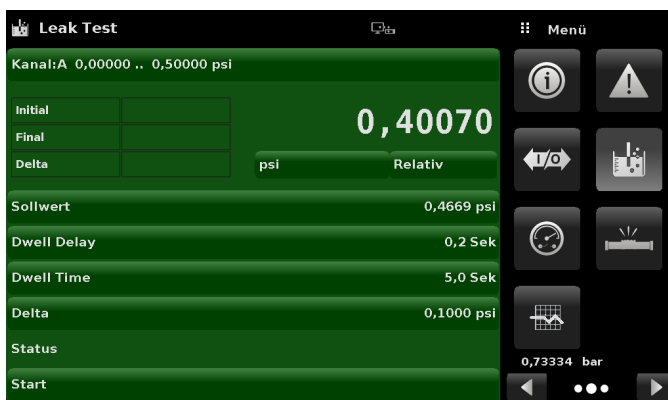 Leak Test
Kanal:A 0,00000 .. 0,50000 psi
Initial
Final
Delta
0,40070
psi
Relativ
Sollwert 0,4669 psi
Dwell Delay 0,2 Sek
Dwell Time 5,0 Sek
Delta 0,1000 psi
Status
Start
Menü
I/O
0,73334 bar